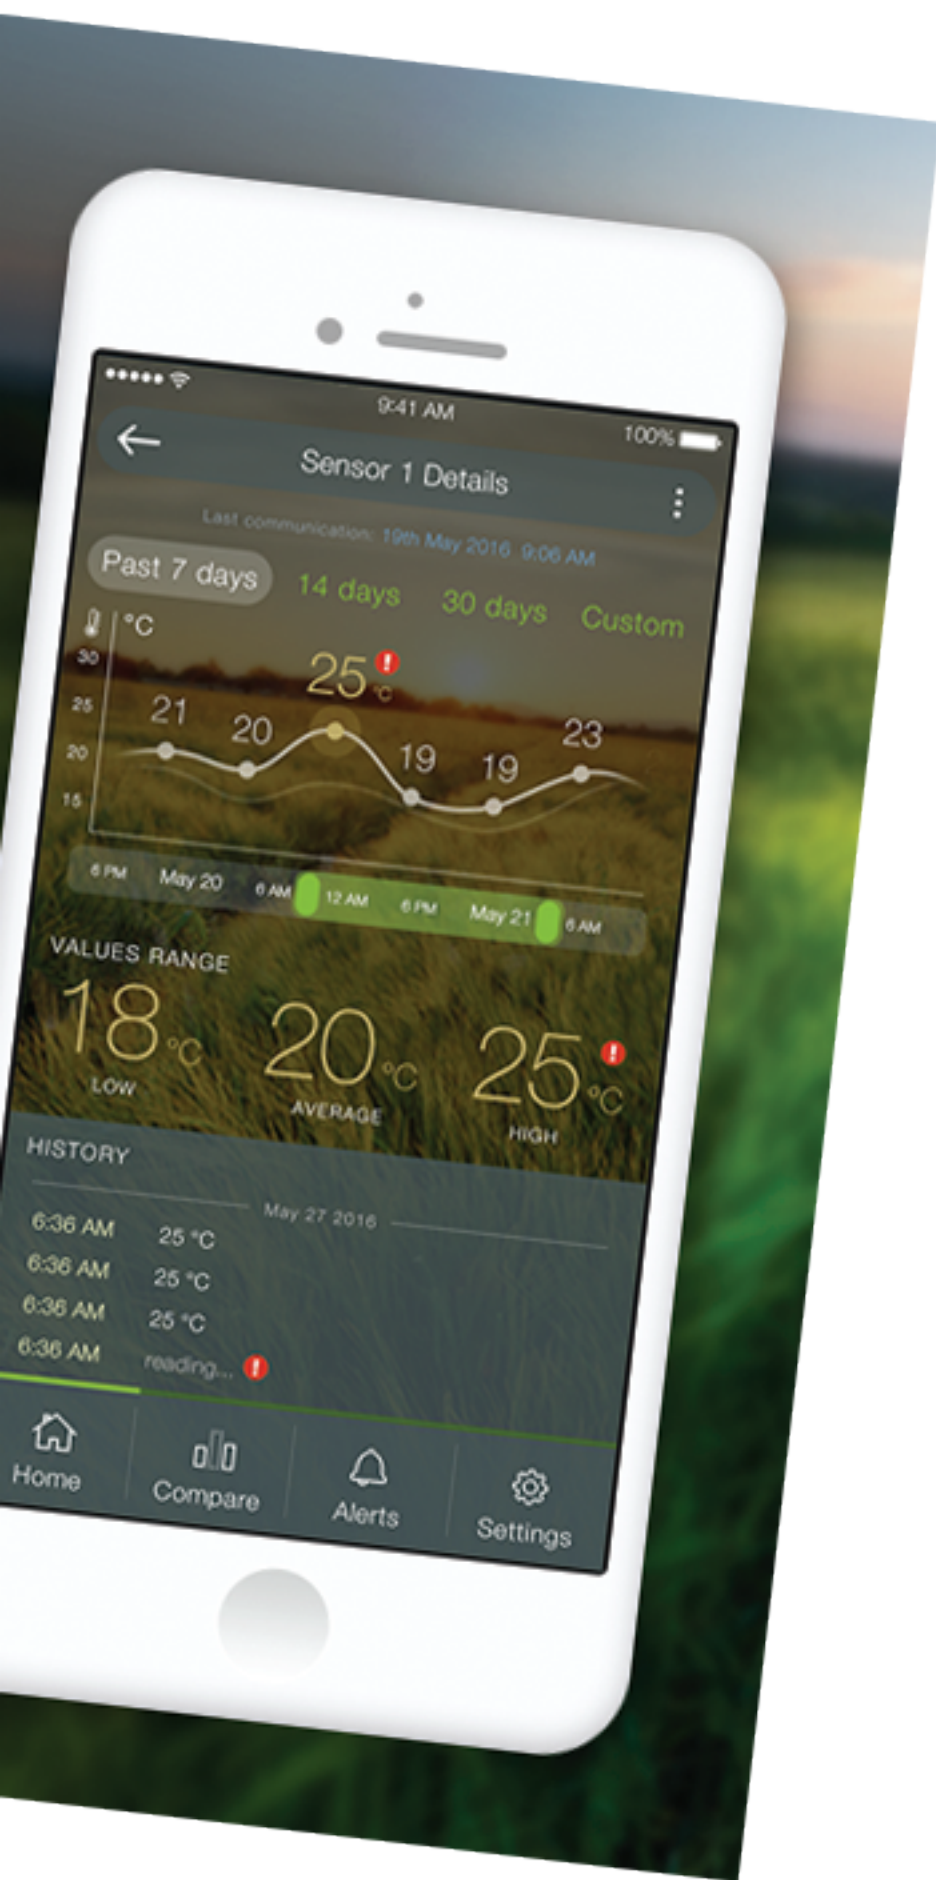 9:41 AM
100%
Sensor 1 Details
Last communication: 19th May 2016 9:06 AM
Past 7 days 14 days 30 days Custom
°C
30
25
20
15
21 20 25 °C 19 19 23
6 PM May 20 6 AM 12 AM 6 PM May 21 6 AM
VALUES RANGE
18 °C 20 °C 25 °C
LOW AVERAGE HIGH
HISTORY
May 27 2016
6:36 AM 25 °C
6:36 AM 25 °C
6:36 AM 25 °C
6:36 AM reading...
Home Compare Alerts Settings